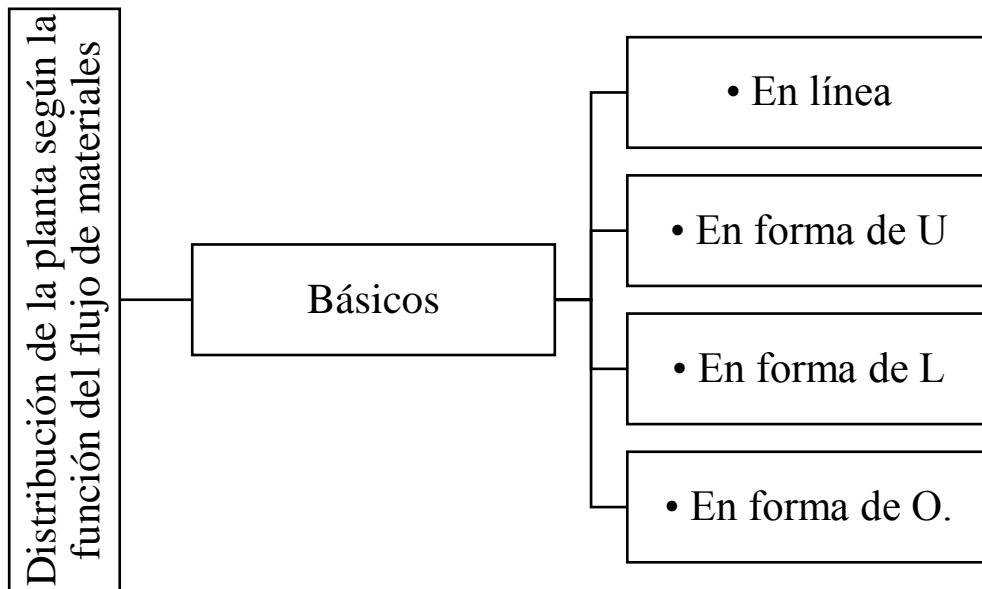 Distribución de la planta según la
función del flujo de materiales
Básicos
• En línea
• En forma de U
• En forma de L
• En forma de O.